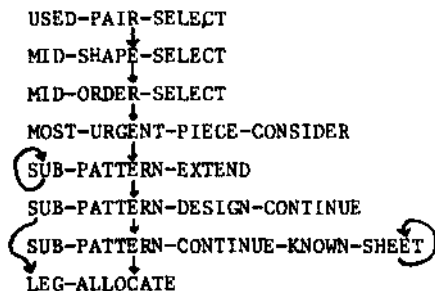 USED-PAIR-SELECT
MID-SHAPE-SELECT
MID-ORDER-SELECT
MOST-URGENT-PIECE-CONSIDER
SUB-PATTERN-EXTEND
SUB-PATTERN-DESIGN-CONTINUE
SUB-PATTERN-CONTINUE-KNOWN-SHEET
LEG-ALLOCATE